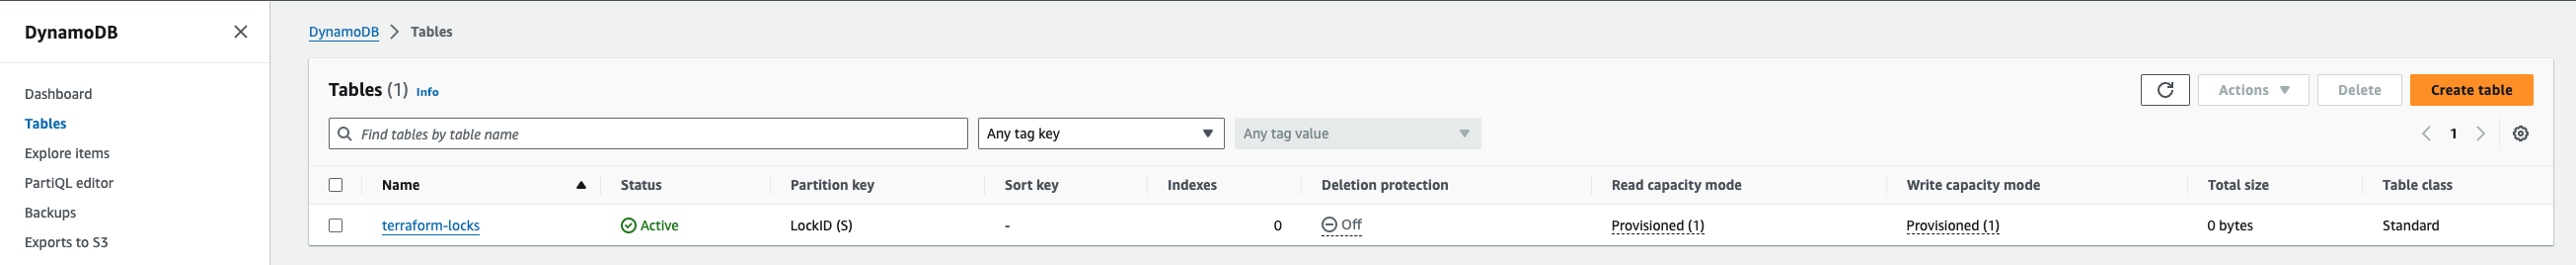 DynamoDB
Dashboard
Tables
Explore items
PartiQL editor
Backups
Exports to S3
DynamoDB Tables
Tables (1) Info
Actions Delete Create table
Find tables by table name Any tag key Any tag value 1
Name Status Partition key Sort key Indexes Deletion protection Read capacity mode Write capacity mode Total size Table class
terraform-locks Active LockID (S) - 0 Off Provisioned (1) Provisioned (1) 0 bytes Standard